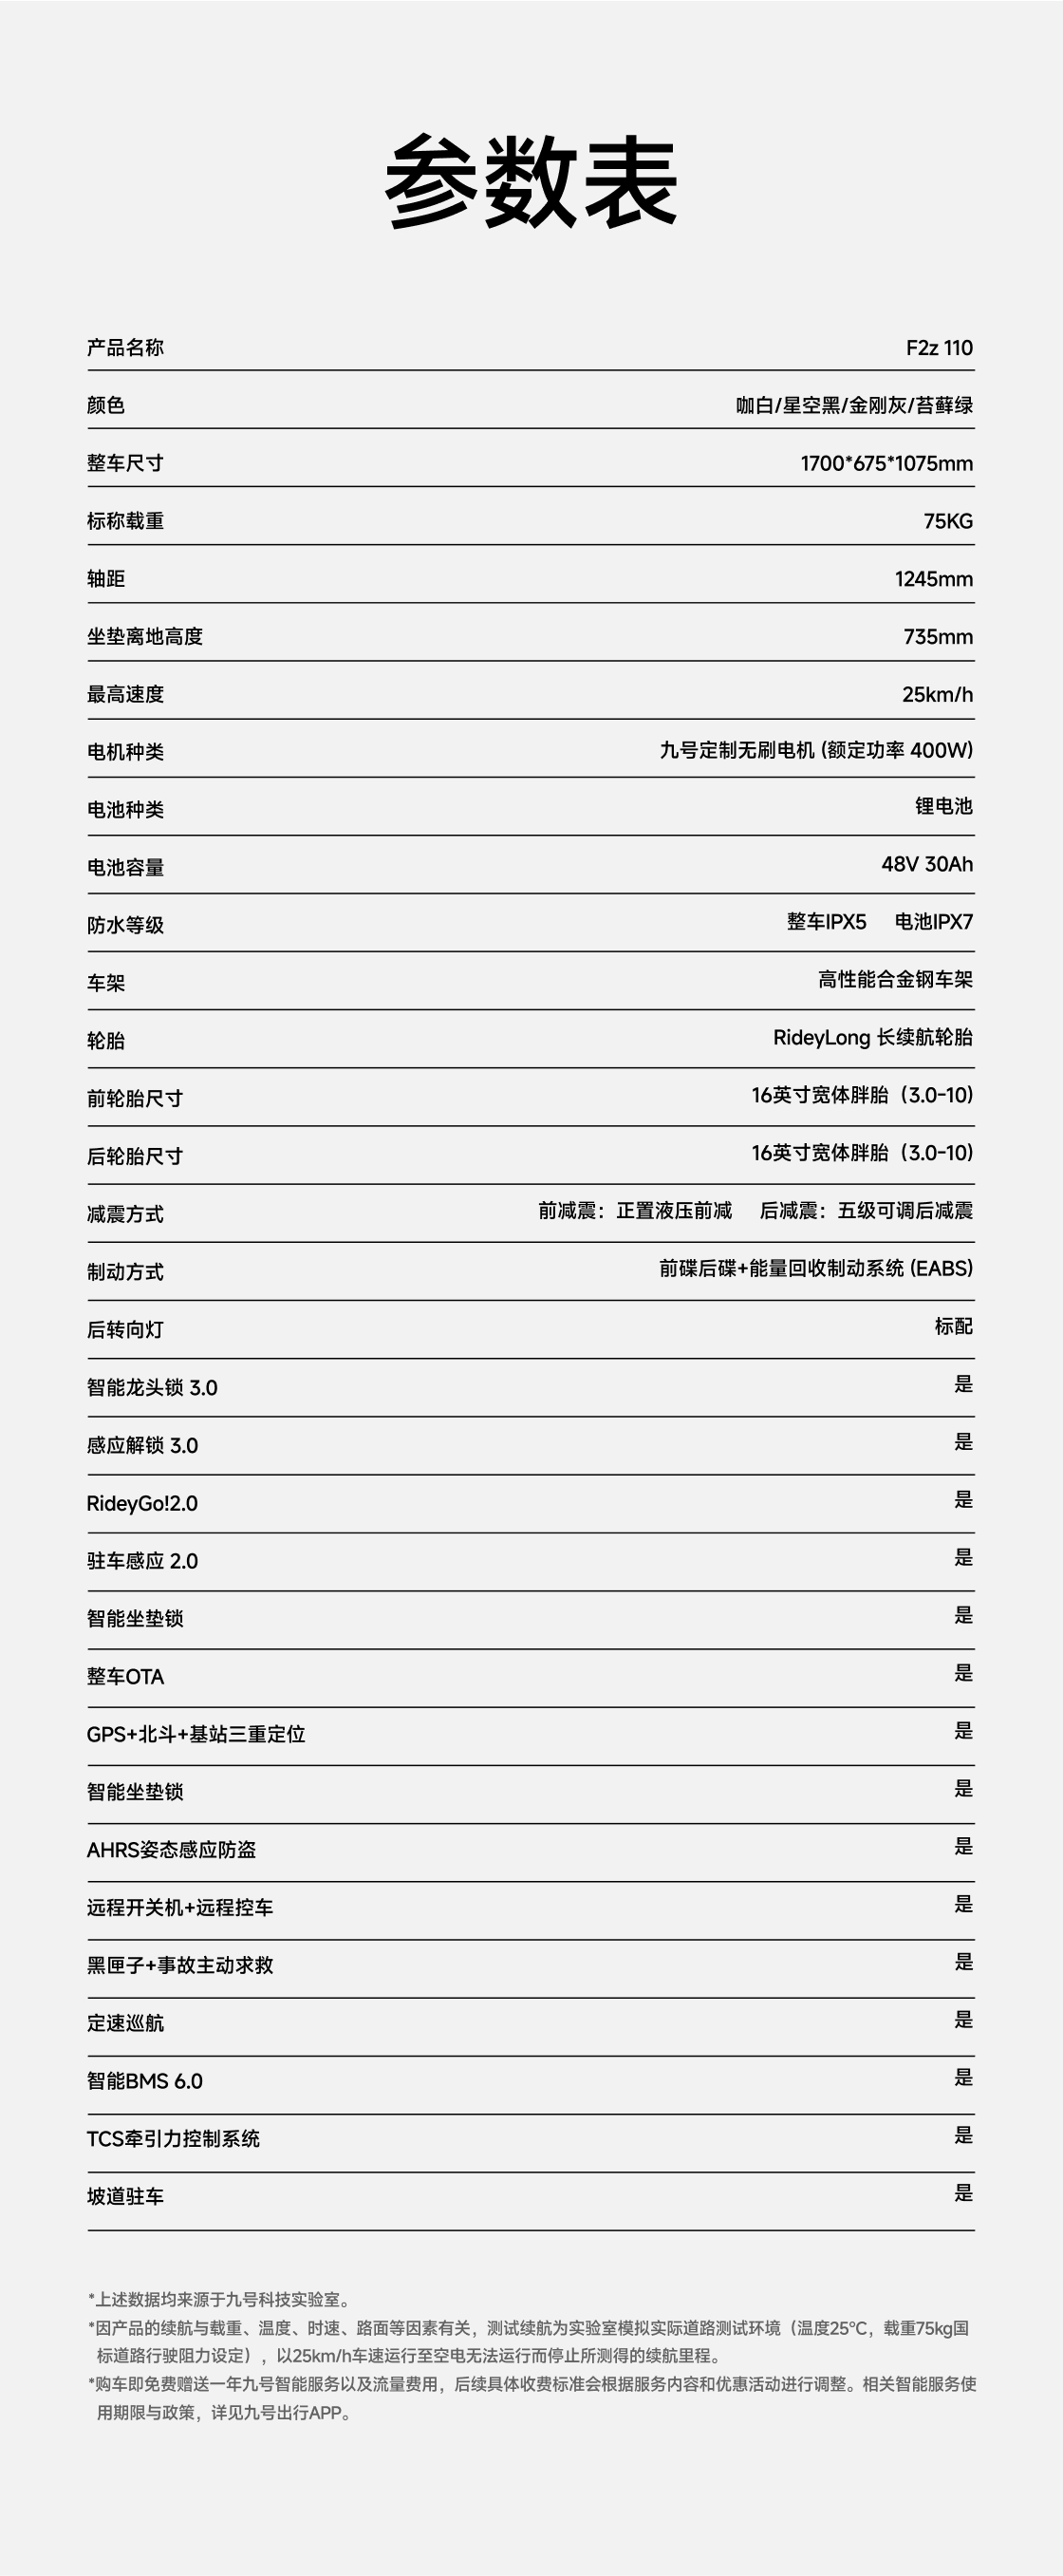 参数表
产品名称 F2z 110
颜色 咖白/星空黑/金刚灰/苔藓绿
整车尺寸 1700*675*1075mm
标称载重 75KG
轴距 1245mm
坐垫离地高度 735mm
最高速度 25km/h
电机种类 九号定制无刷电机 (额定功率 400W)
电池种类 锂电池
电池容量 48V 30Ah
防水等级 整车IPX5 电池IPX7
车架 高性能合金钢车架
轮胎 RideyLong 长续航轮胎
前轮胎尺寸 16英寸宽体胖胎（3.0-10)
后轮胎尺寸 16英寸宽体胖胎（3.0-10)
减震方式 前减震：正置液压前减 后减震：五级可调后减震
制动方式 前碟后碟+能量回收制动系统 (EABS)
后转向灯 标配
智能龙头锁 3.0 是
感应解锁 3.0 是
RideyGo!2.0 是
驻车感应 2.0 是
智能坐垫锁 是
整车OTA 是
GPS+北斗+基站三重定位 是
智能坐垫锁 是
AHRS姿态感应防盗 是
远程开关机+远程控车 是
黑匣子+事故主动求救 是
定速巡航 是
智能BMS 6.0 是
TCS牵引力控制系统 是
坡道驻车 是
*上述数据均来源于九号科技实验室。
*因产品的续航与载重、温度、时速、路面等因素有关，测试续航为实验室模拟实际道路测试环境（温度25℃，载重75kg国
标道路行驶阻力设定），以25km/h车速运行至空电无法运行而停止所测得的续航里程。
*购车即免费赠送一年九号智能服务以及流量费用，后续具体收费标准会根据服务内容和优惠活动进行调整。相关智能服务使
用期限与政策，详见九号出行APP。